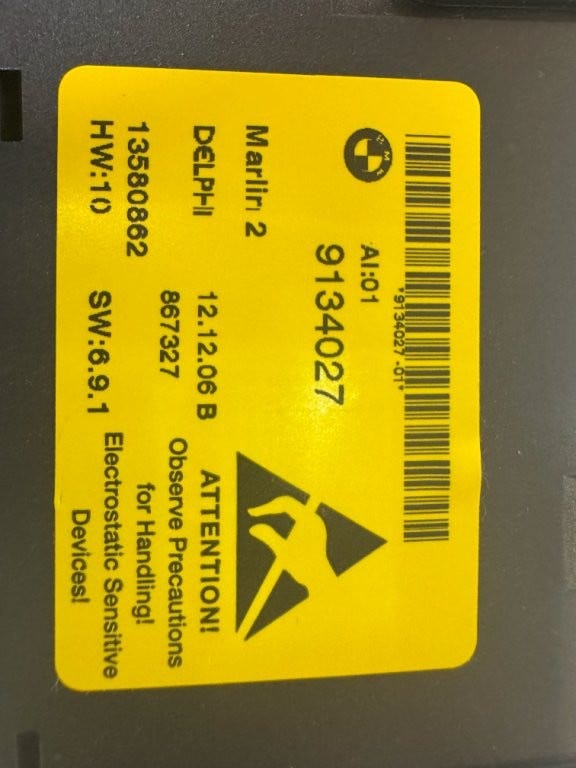 *9134027-01*
BMW
AI:01
9134027
Marlin 2
DELPHI 12.12.06 B
13580862 867327
HW:10 SW:6.9.1
ATTENTION!
Observe Precautions
for Handling!
Electrostatic Sensitive
Devices!